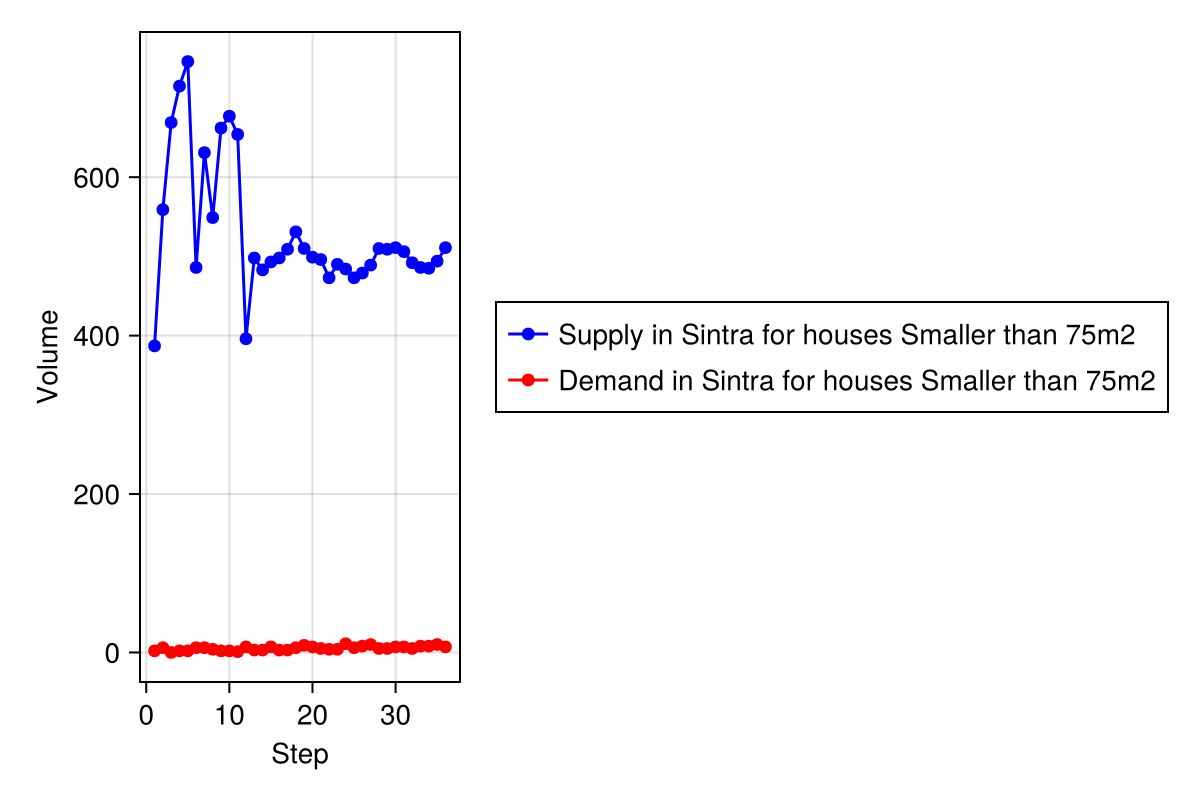 Volume
600
400
200
0
0 10 20 30
Step
Supply in Sintra for houses Smaller than 75m2
Demand in Sintra for houses Smaller than 75m2